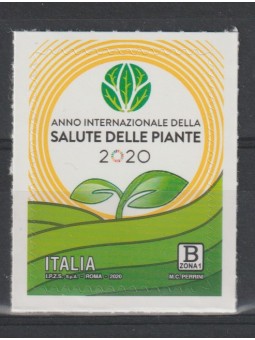 ANNO INTERNAZIONALE DELLA
SALUTE DELLE PIANTE
2020
ITALIA
B
ZONA 1
I.P.Z.S. S.p.A. - ROMA - 2020
M.C. PERRINI